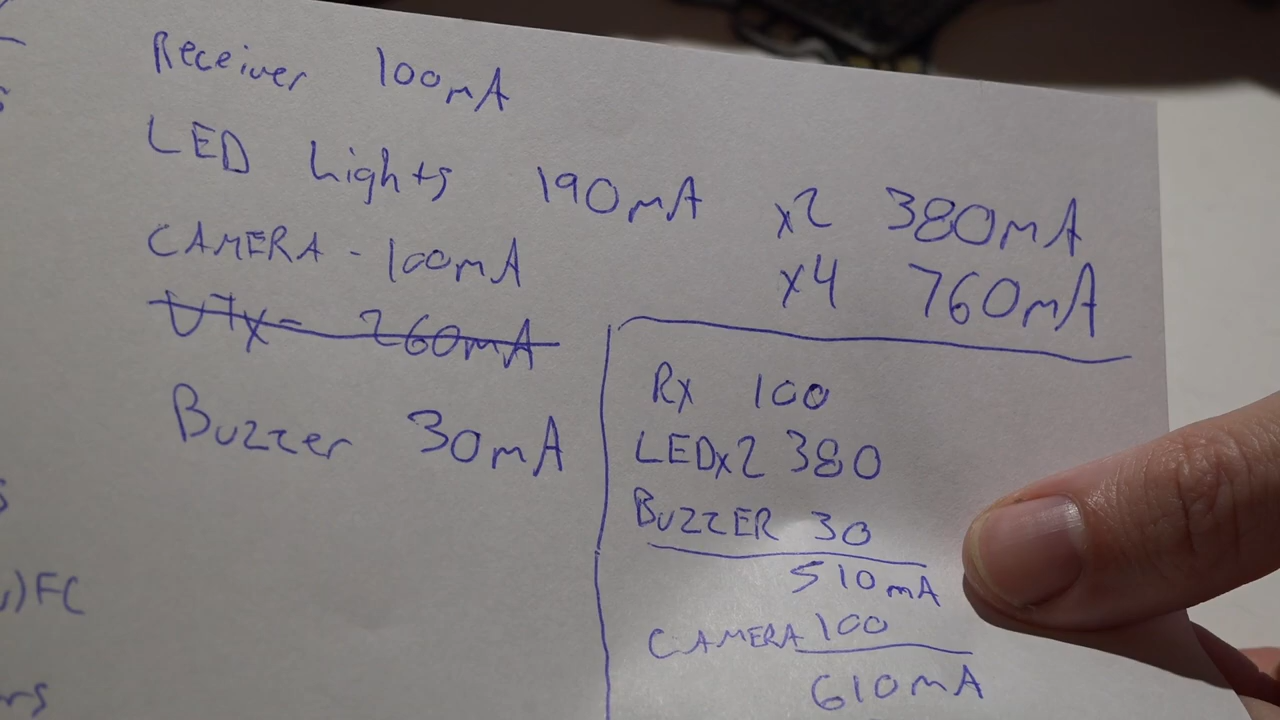 Receiver 100mA
LED lights 190mA x2 380mA
x4 760mA
CAMERA - 100mA
VTx - 260mA
Buzzer 30mA
Rx 100
LEDx2 380
BUZZER 30
510mA
CAMERA 100
610mA
)FC